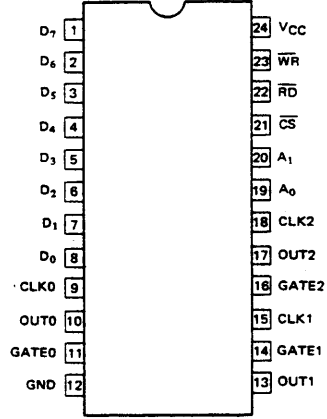 D7 1 24 VCC
D6 2 23 WR
D5 3 22 RD
D4 4 21 CS
D3 5 20 A1
D2 6 19 A0
D1 7 18 CLK2
D0 8 17 OUT2
CLK0 9 16 GATE2
OUT0 10 15 CLK1
GATE0 11 14 GATE1
GND 12 13 OUT1